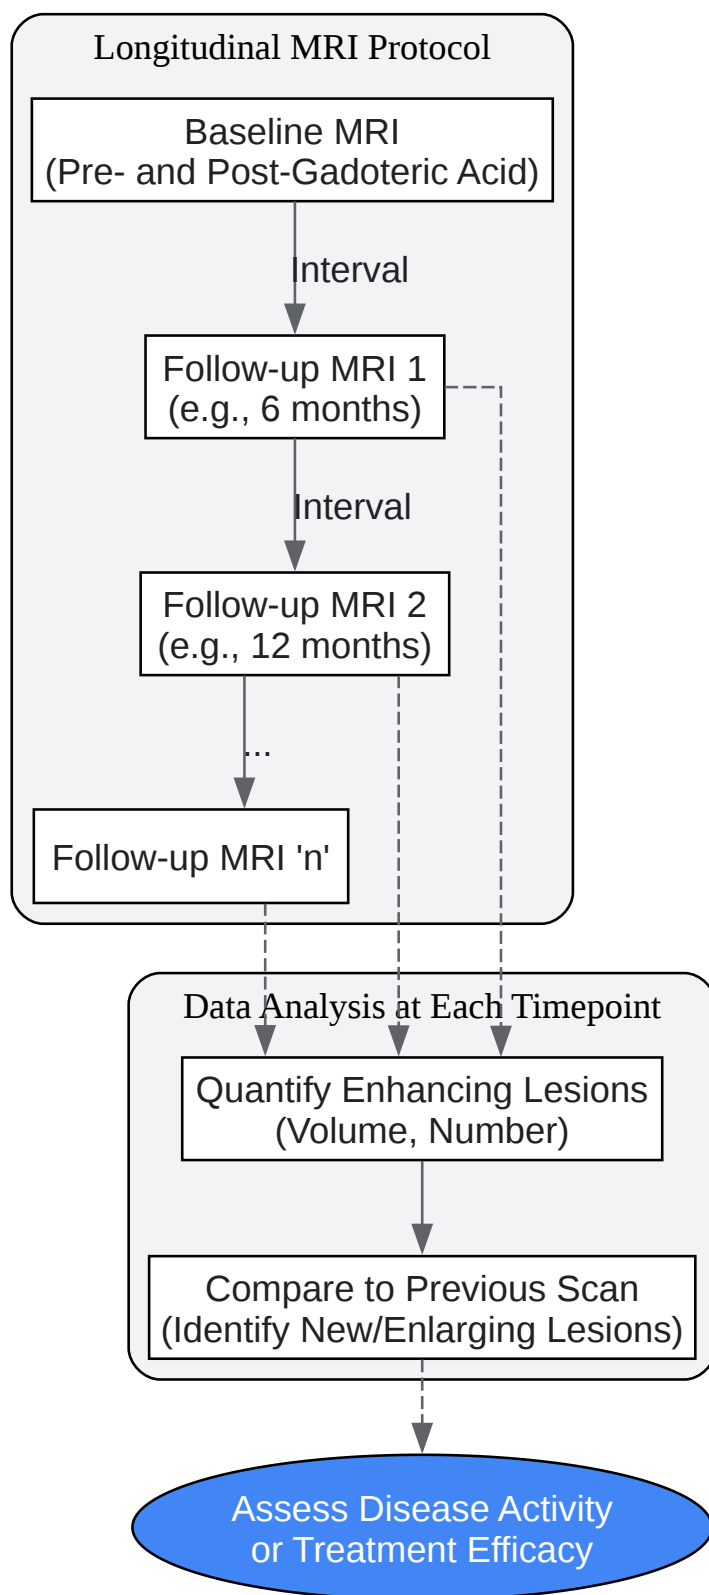 Longitudinal MRI Protocol
Baseline MRI
(Pre- and Post-Gadoteric Acid)
Interval
Follow-up MRI 1
(e.g., 6 months)
Interval
Follow-up MRI 2
(e.g., 12 months)
...
Follow-up MRI 'n'
Data Analysis at Each Timepoint
Quantify Enhancing Lesions
(Volume, Number)
Compare to Previous Scan
(Identify New/Enlarging Lesions)
Assess Disease Activity
or Treatment Efficacy